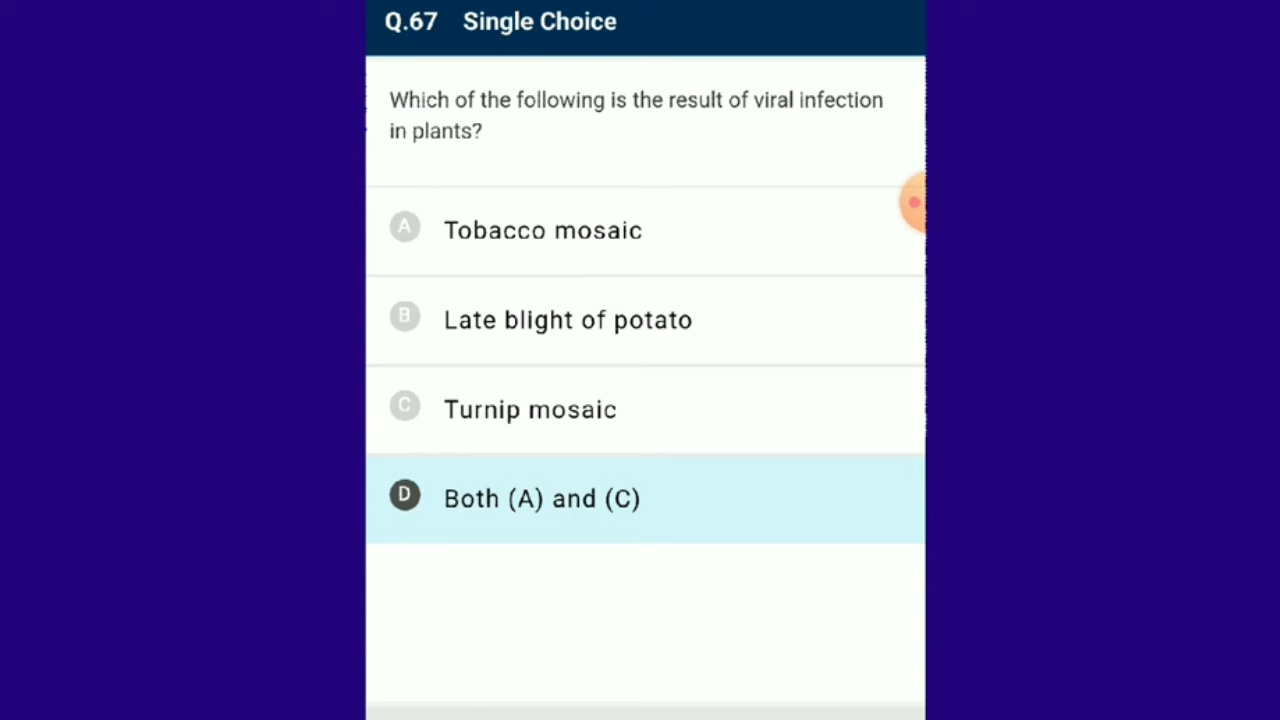 Q.67 Single Choice
Which of the following is the result of viral infection
in plants?
A Tobacco mosaic
B Late blight of potato
C Turnip mosaic
D Both (A) and (C)